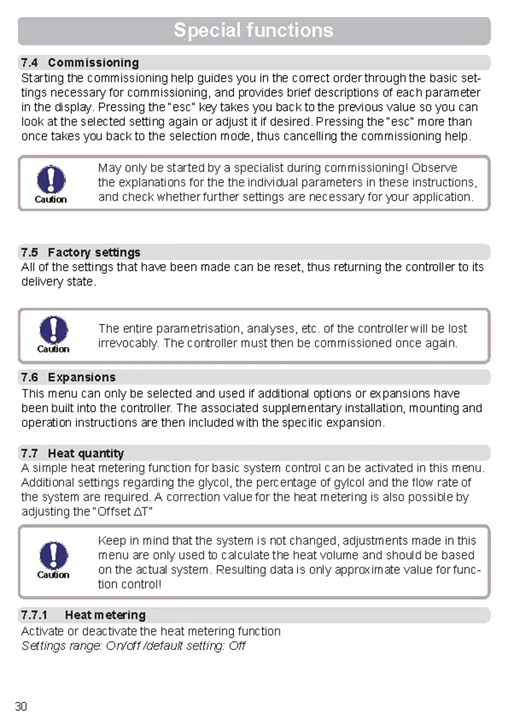 Special functions
7.4 Commissioning
Starting the commissioning help guides you in the correct order through the basic set-
tings necessary for commissioning, and provides brief descriptions of each parameter
in the display. Pressing the "esc" key takes you back to the previous value so you can
look at the selected setting again or adjust it if desired. Pressing the "esc" more than
once takes you back to the selection mode, thus cancelling the commissioning help.
May only be started by a specialist during commissioning! Observe
the explanations for the the individual parameters in these instructions,
and check whether further settings are necessary for your application.
Caution
7.5 Factory settings
All of the settings that have been made can be reset, thus returning the controller to its
delivery state.
The entire parametrisation, analyses, etc. of the controller will be lost
irrevocably. The controller must then be commissioned once again.
Caution
7.6 Expansions
This menu can only be selected and used if additional options or expansions have
been built into the controller. The associated supplementary installation, mounting and
operation instructions are then included with the specific expansion.
7.7 Heat quantity
A simple heat metering function for basic system control can be activated in this menu.
Additional settings regarding the glycol, the percentage of gylcol and the flow rate of
the system are required. A correction value for the heat metering is also possible by
adjusting the "Offset ΔT"
Keep in mind that the system is not changed, adjustments made in this
menu are only used to calculate the heat volume and should be based
on the actual system. Resulting data is only approximate value for func-
tion control!
Caution
7.7.1 Heat metering
Activate or deactivate the heat metering function
Settings range: On/off /default setting: Off
30